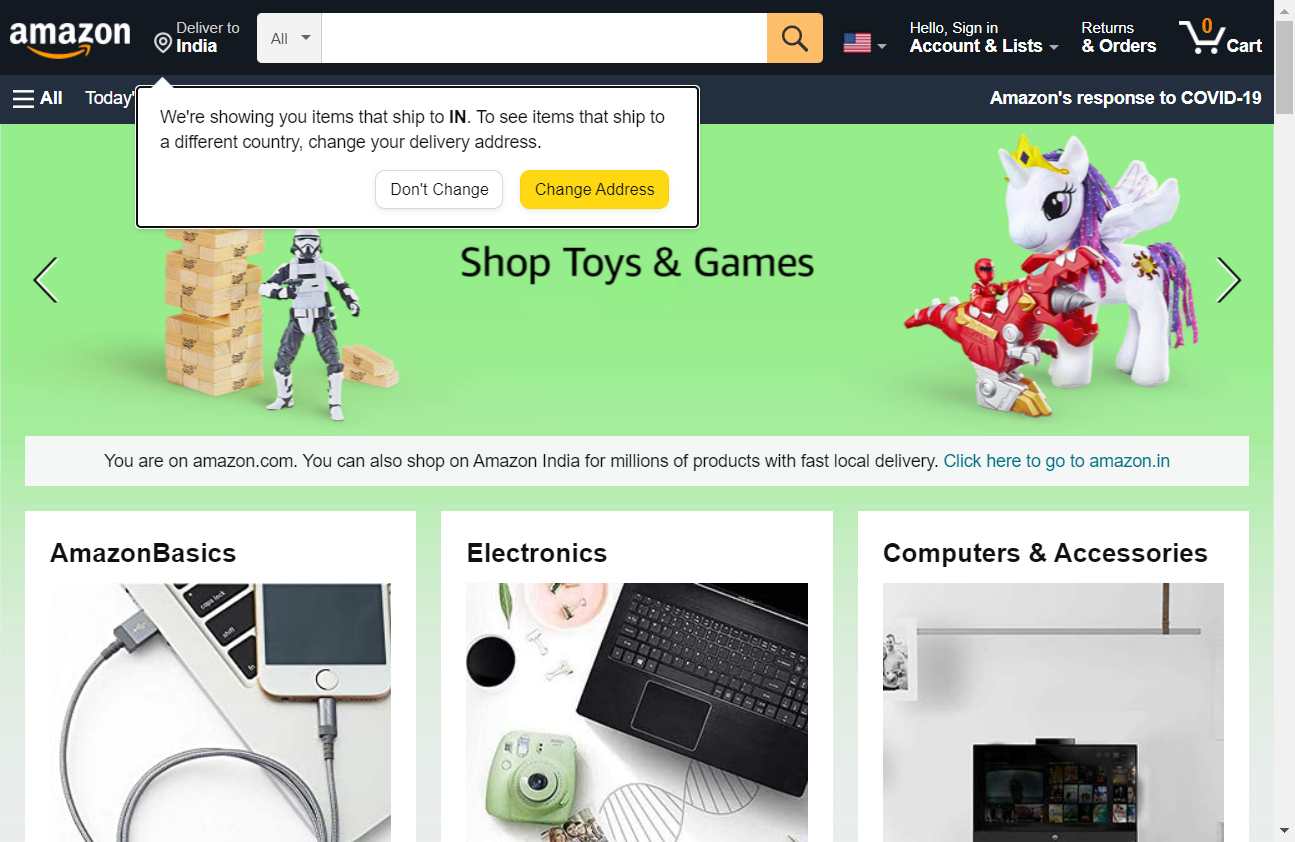 amazon
Deliver to
India
All
Hello, Sign in
Account & Lists
Returns
& Orders
0
Cart
All
Today'
Amazon's response to COVID-19
We're showing you items that ship to IN. To see items that ship to
a different country, change your delivery address.
Don't Change
Change Address
Shop Toys & Games
You are on amazon.com. You can also shop on Amazon India for millions of products with fast local delivery. Click here to go to amazon.in
AmazonBasics
Electronics
Computers & Accessories
caps lock
shift
fn